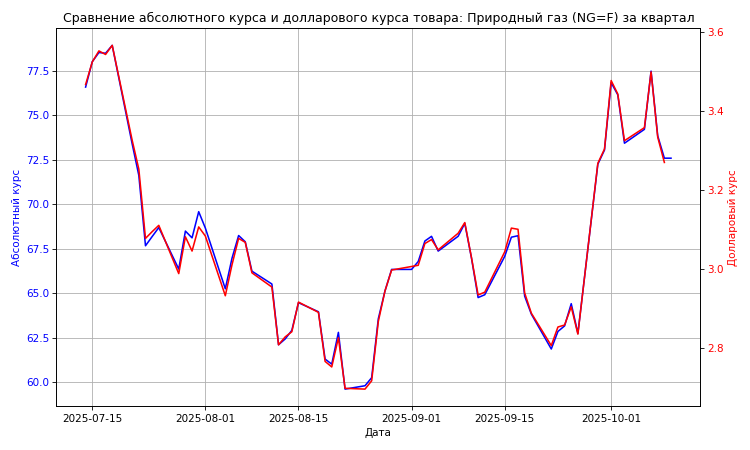 Сравнение абсолютного курса и долларового курса товара: Природный газ (NG=F) за квартал
3.6
77.5
3.4
75.0
72.5
3.2
70.0
Абсолютный курс
Долларовый курс
67.5
3.0
65.0
62.5
2.8
60.0
2025-07-15 2025-08-01 2025-08-15 2025-09-01 2025-09-15 2025-10-01
Дата